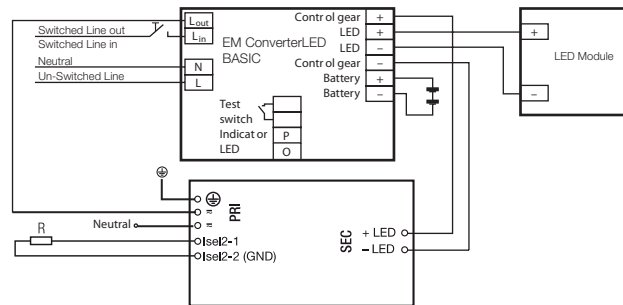 Switched Line out
Switched Line in
Neutral
Un-Switched Line
Lout
Lin
N
L
EM ConverterLED
BASIC
Control gear +
LED +
LED –
Control gear –
Battery +
Battery –
Test
switch
Indicat or
LED
P
O
+
–
LED Module
Neutral
R
PRI
=
=
Isel2-1
Isel2-2 (GND)
SEC
+ LED
– LED